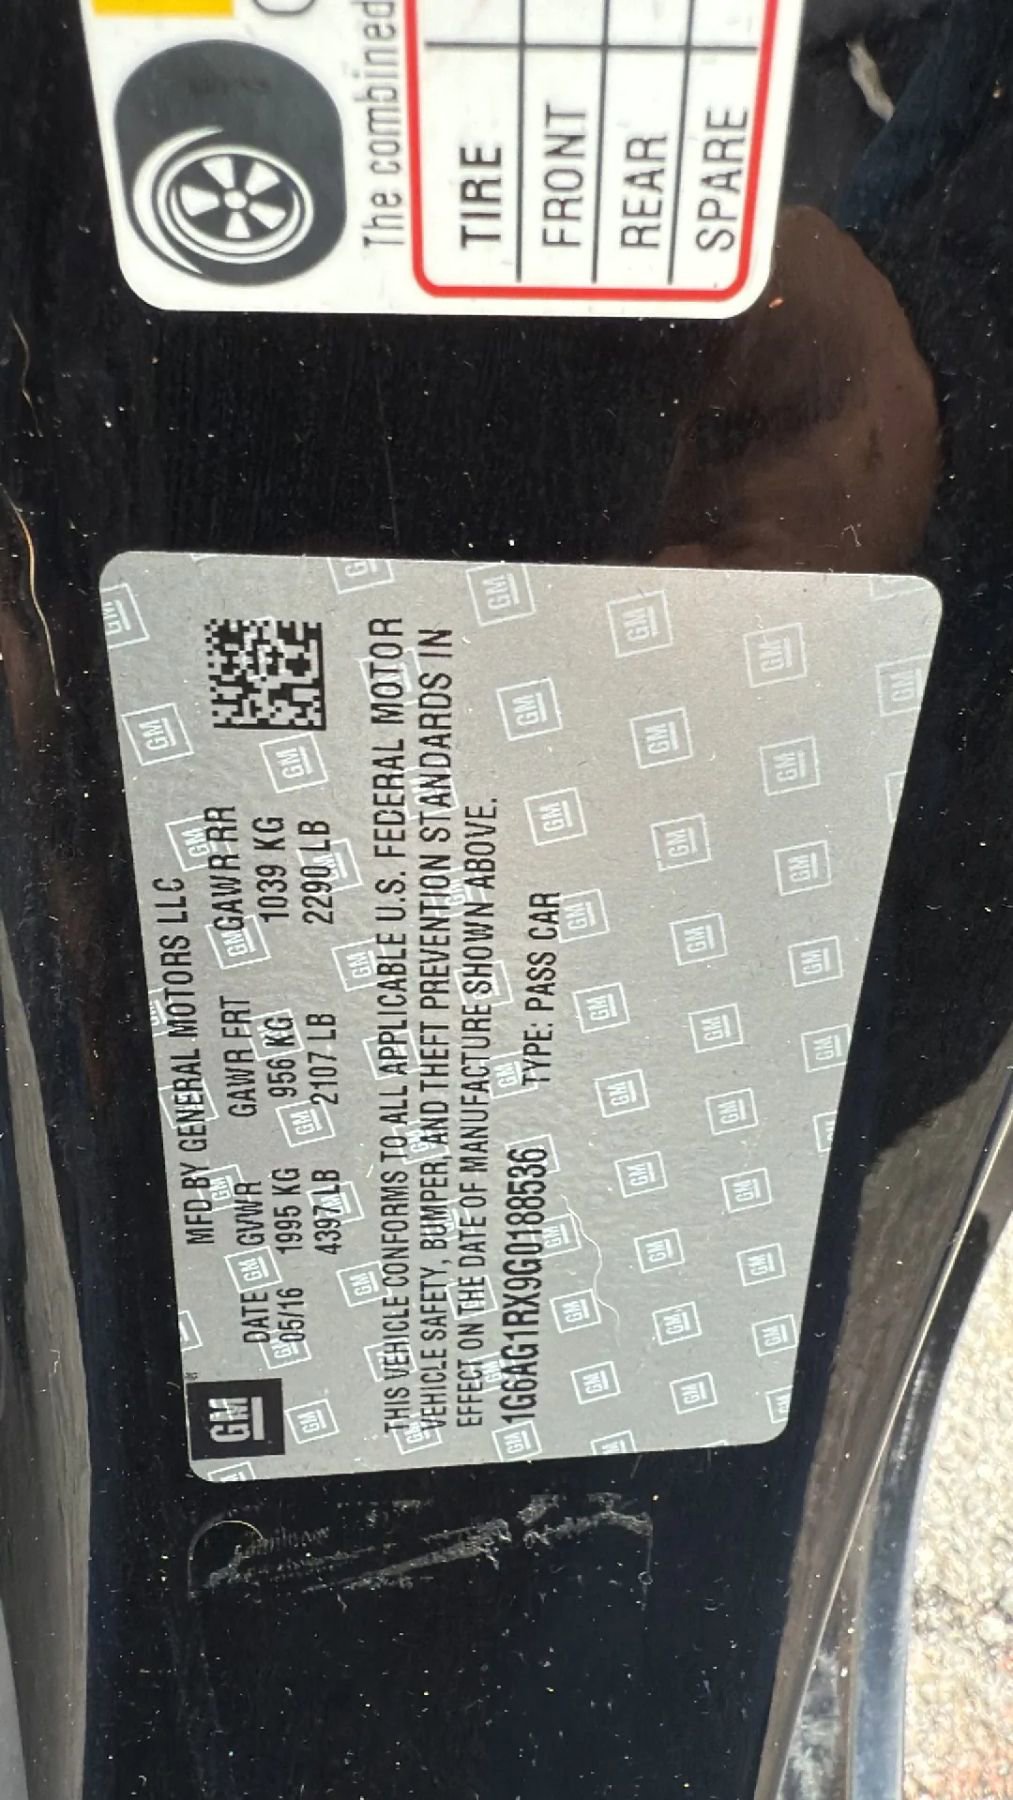 The combined
TIRE
FRONT
REAR
SPARE
GM
MFD BY GENERAL MOTORS LLC
DATE GVWR GAWR FRT GAWR RR
05/16 1995 KG 956 KG 1039 KG
4397 LB 2107 LB 2290 LB
THIS VEHICLE CONFORMS TO ALL APPLICABLE U.S. FEDERAL MOTOR
VEHICLE SAFETY, BUMPER, AND THEFT PREVENTION STANDARDS IN
EFFECT ON THE DATE OF MANUFACTURE SHOWN ABOVE.
1G6AG1RX9G0188536 TYPE: PASS CAR